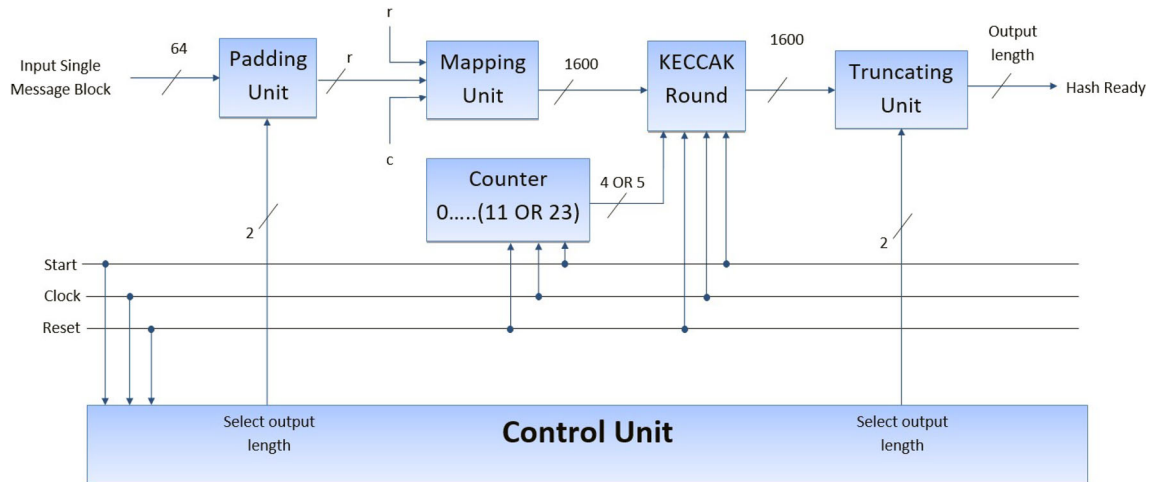 Input Single
Message Block
64
Padding
Unit
r
r
c
Mapping
Unit
1600
KECCAK
Round
1600
Truncating
Unit
Output
length
Hash Ready
Counter
0.....(11 OR 23)
4 OR 5
2
2
Start
Clock
Reset
Select output
length
Control Unit
Select output
length